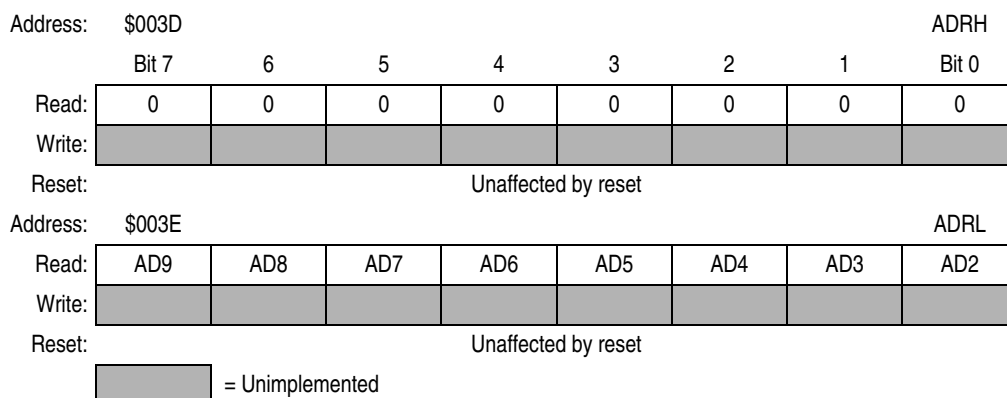 Address: $003D ADRH
Bit 7 6 5 4 3 2 1 Bit 0
Read: 0 0 0 0 0 0 0 0
Write:
Reset: Unaffected by reset
Address: $003E ADRL
Read: AD9 AD8 AD7 AD6 AD5 AD4 AD3 AD2
Write:
Reset: Unaffected by reset
= Unimplemented